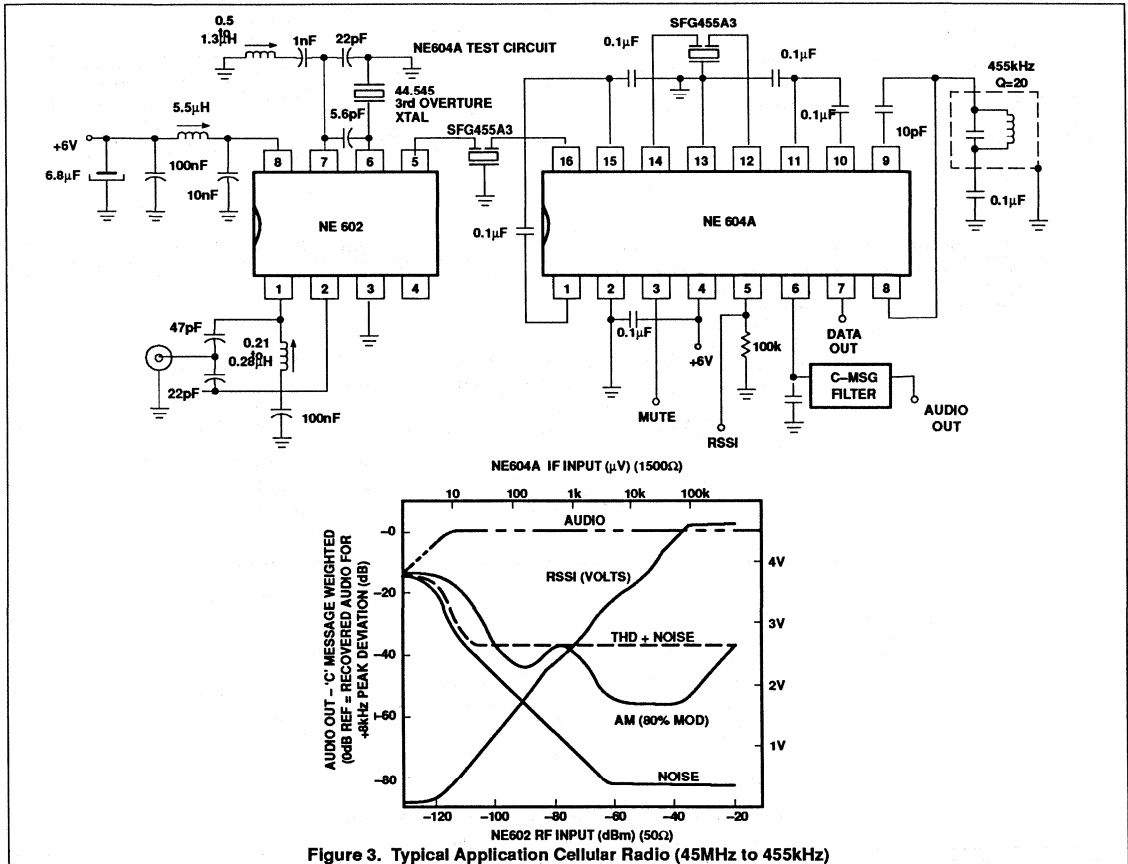 0.5
to
1.3µH
1nF
22pF
NE604A TEST CIRCUIT
44.545
3rd OVERTURE
XTAL
5.6pF
5.5µH
+6V
6.8µF
100nF
10nF
SFG455A3
8 7 6 5
NE 602
1 2 3 4
47pF
0.21
to
0.28µH
22pF
100nF
SFG455A3
0.1µF
0.1µF
0.1µF
10pF
455kHz
Q=20
0.1µF
16 15 14 13 12 11 10 9
NE 604A
0.1µF
1 2 3 4 5 6 7 8
0.1µF
+6V
100k
MUTE
RSSI
DATA
OUT
C–MSG
FILTER
AUDIO
OUT
NE604A IF INPUT (µV) (1500Ω)
10 100 1k 10k 100k
AUDIO OUT – 'C' MESSAGE WEIGHTED
(0dB REF = RECOVERED AUDIO FOR
+8kHz PEAK DEVIATION (dB)
–0
–20
–40
–60
–80
AUDIO
RSSI (VOLTS)
THD + NOISE
AM (80% MOD)
NOISE
4V
3V
2V
1V
–120 –100 –80 –60 –40 –20
NE602 RF INPUT (dBm) (50Ω)
Figure 3. Typical Application Cellular Radio (45MHz to 455kHz)